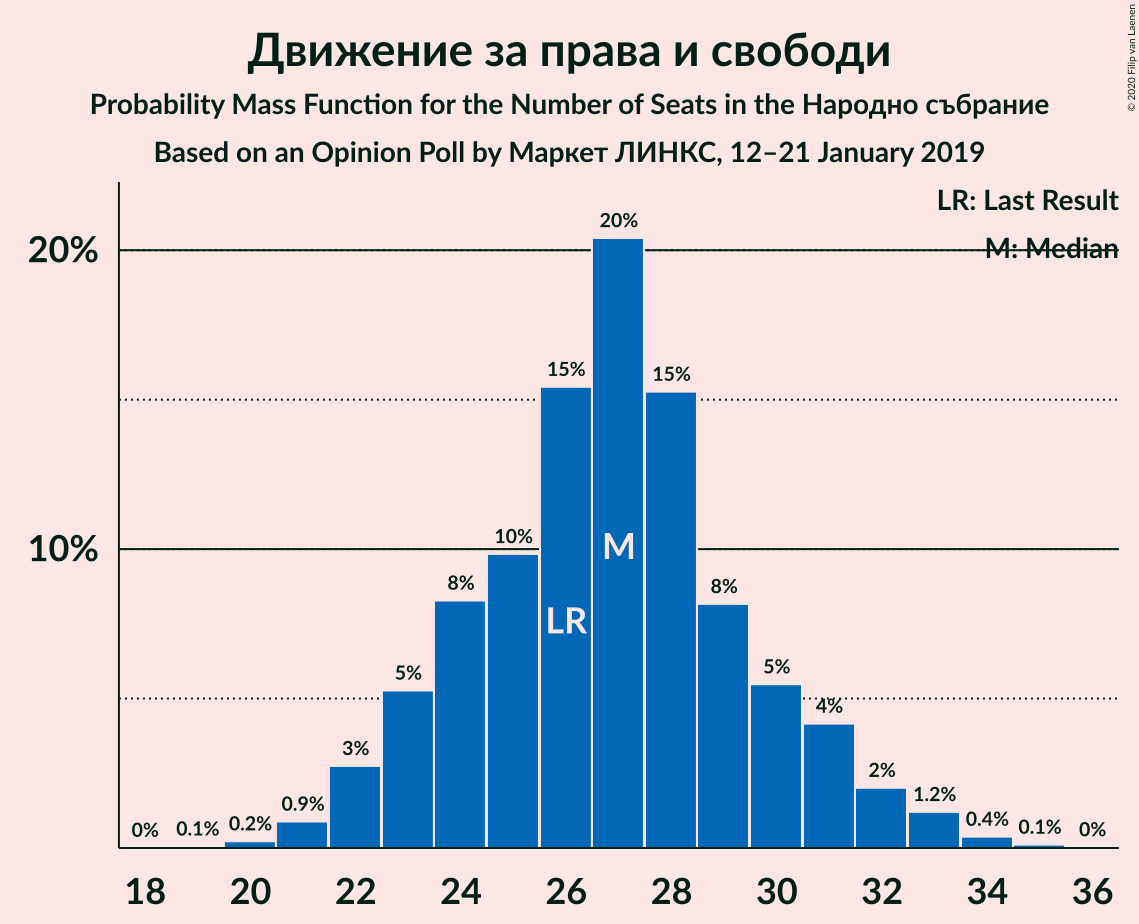 Движение за права и свободи
Probability Mass Function for the Number of Seats in the Народно събрание
Based on an Opinion Poll by Маркет ЛИНКС, 12–21 January 2019
© 2020 Filip van Laenen
LR: Last Result
M: Median
20%
10%
0%
0.1%
0.2%
0.9%
3%
5%
8%
10%
15%
20%
15%
8%
5%
4%
2%
1.2%
0.4%
0.1%
0%
LR
M
18 20 22 24 26 28 30 32 34 36